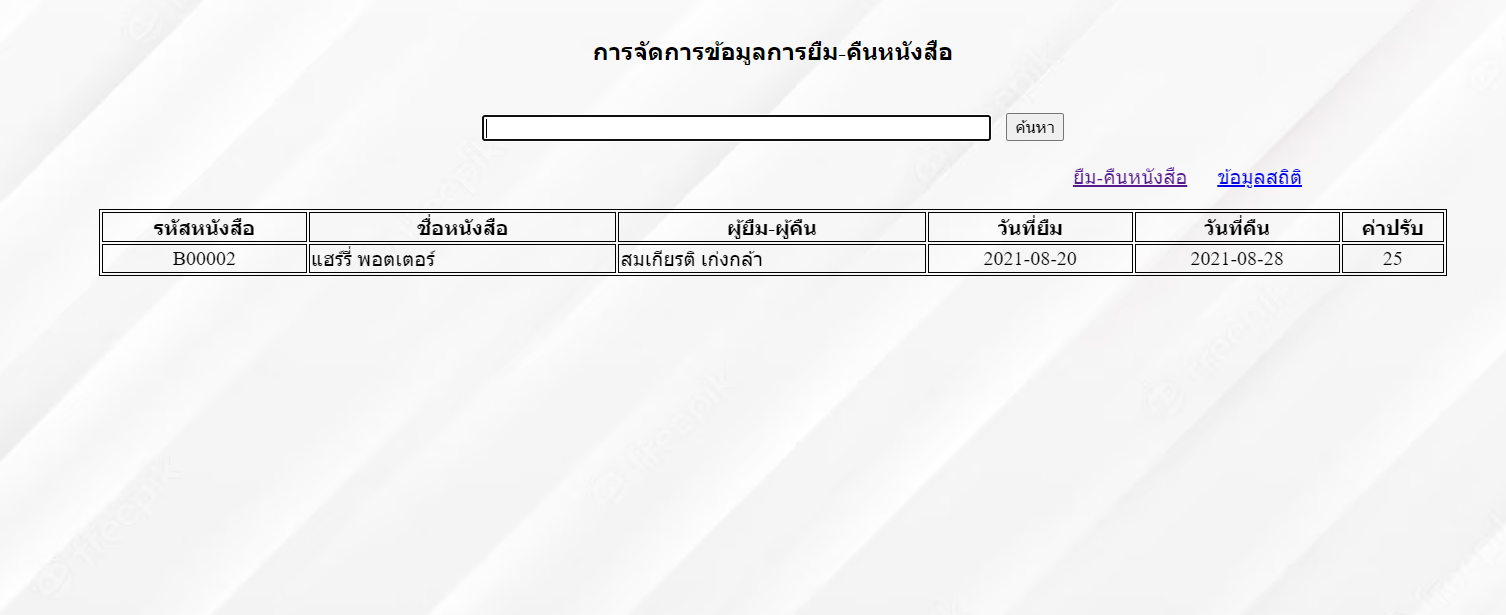 การจัดการข้อมูลการยืม-คืนหนังสือ
ค้นหา
ยืม-คืนหนังสือ ข้อมูลสถิติ
รหัสหนังสือ ชื่อหนังสือ ผู้ยืม-ผู้คืน วันที่ยืม วันที่คืน ค่าปรับ
B00002 แฮร์รี่ พอตเตอร์ สมเกียรติ เก่งกล้า 2021-08-20 2021-08-28 25
freepik
freepik
freepik
freepik
freepik